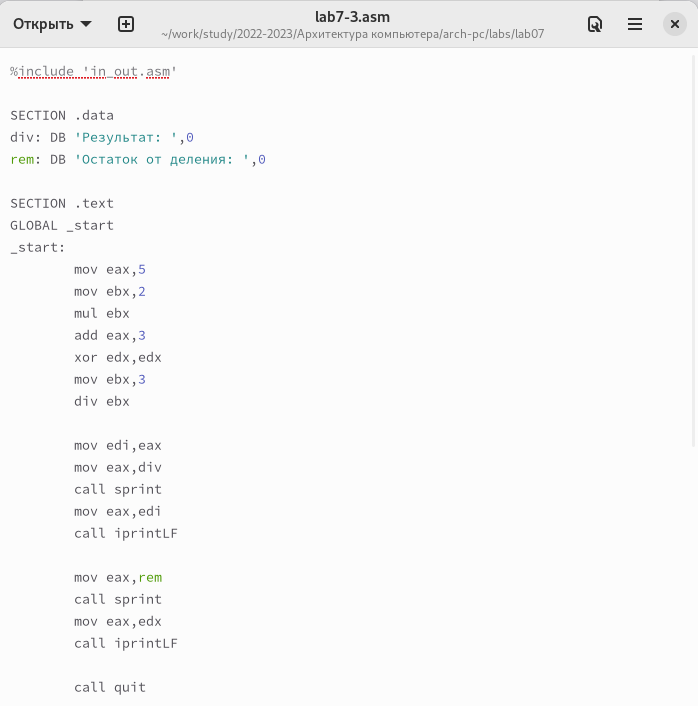 Открыть
lab7-3.asm
~/work/study/2022-2023/Архитектура компьютера/arch-pc/labs/lab07
%include 'in_out.asm'
SECTION .data
div: DB 'Результат: ',0
rem: DB 'Остаток от деления: ',0
SECTION .text
GLOBAL _start
_start:
mov eax,5
mov ebx,2
mul ebx
add eax,3
xor edx,edx
mov ebx,3
div ebx
mov edi,eax
mov eax,div
call sprint
mov eax,edi
call iprintLF
mov eax,rem
call sprint
mov eax,edx
call iprintLF
call quit